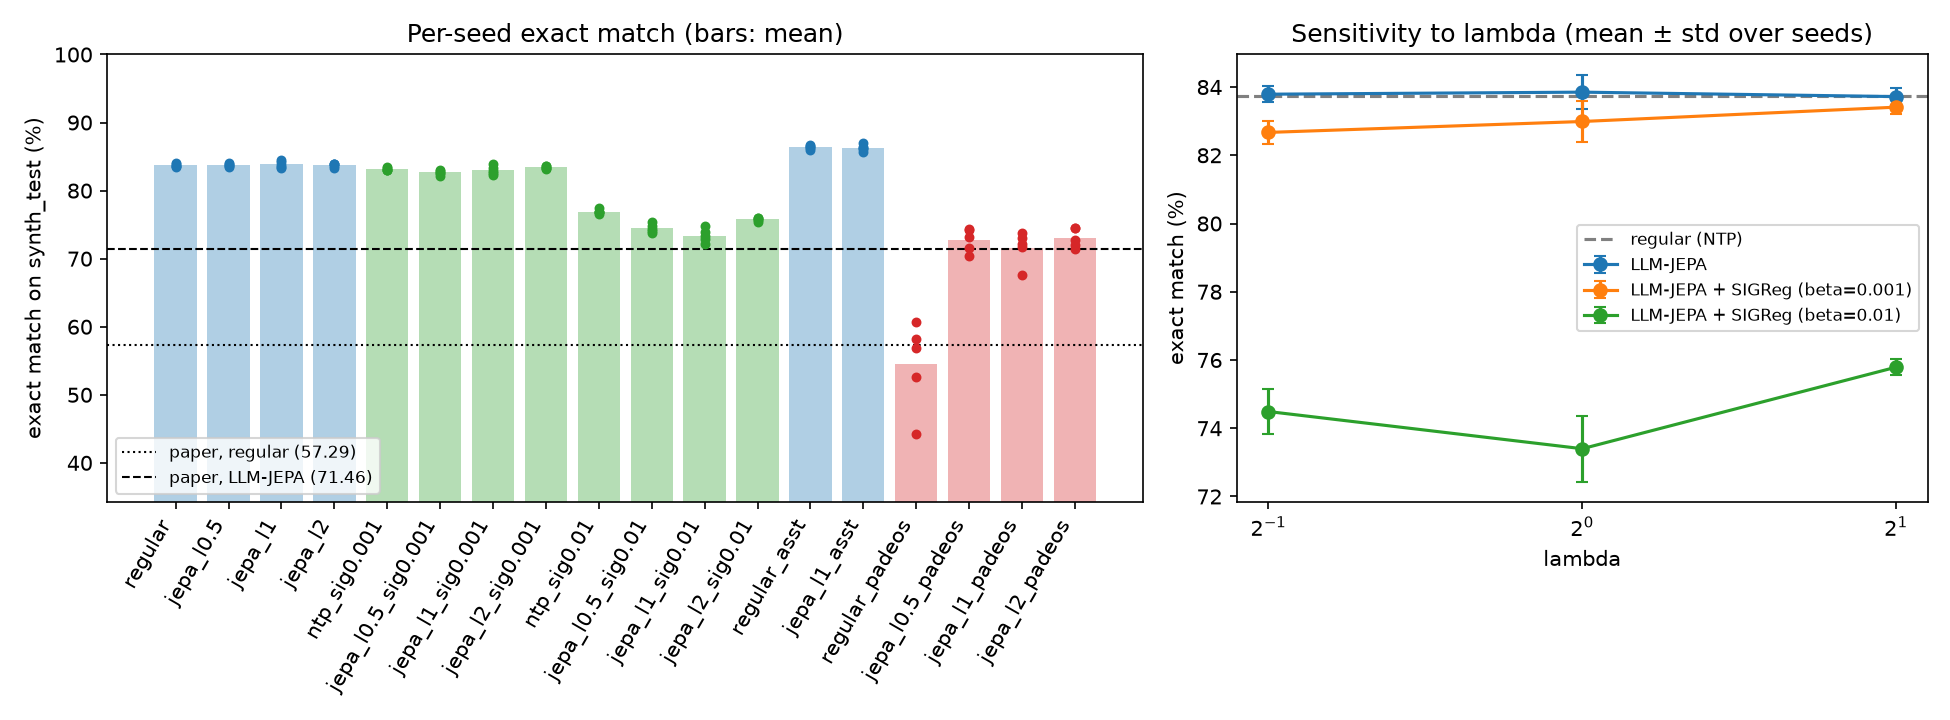 Per-seed exact match (bars: mean)
exact match on synth_test (%)
100
90
80
70
60
50
40
paper, regular (57.29)
paper, LLM-JEPA (71.46)
regular
jepa_l0.5
jepa_l1
jepa_l2
ntp_sig0.001
jepa_l0.5_sig0.001
jepa_l1_sig0.001
jepa_l2_sig0.001
ntp_sig0.01
jepa_l0.5_sig0.01
jepa_l1_sig0.01
jepa_l2_sig0.01
regular_asst
jepa_l1_asst
regular_padeos
jepa_l0.5_padeos
jepa_l1_padeos
jepa_l2_padeos
Sensitivity to lambda (mean ± std over seeds)
exact match (%)
84
82
80
78
76
74
72
regular (NTP)
LLM-JEPA
LLM-JEPA + SIGReg (beta=0.001)
LLM-JEPA + SIGReg (beta=0.01)
2⁻¹ 2⁰ 2¹
lambda